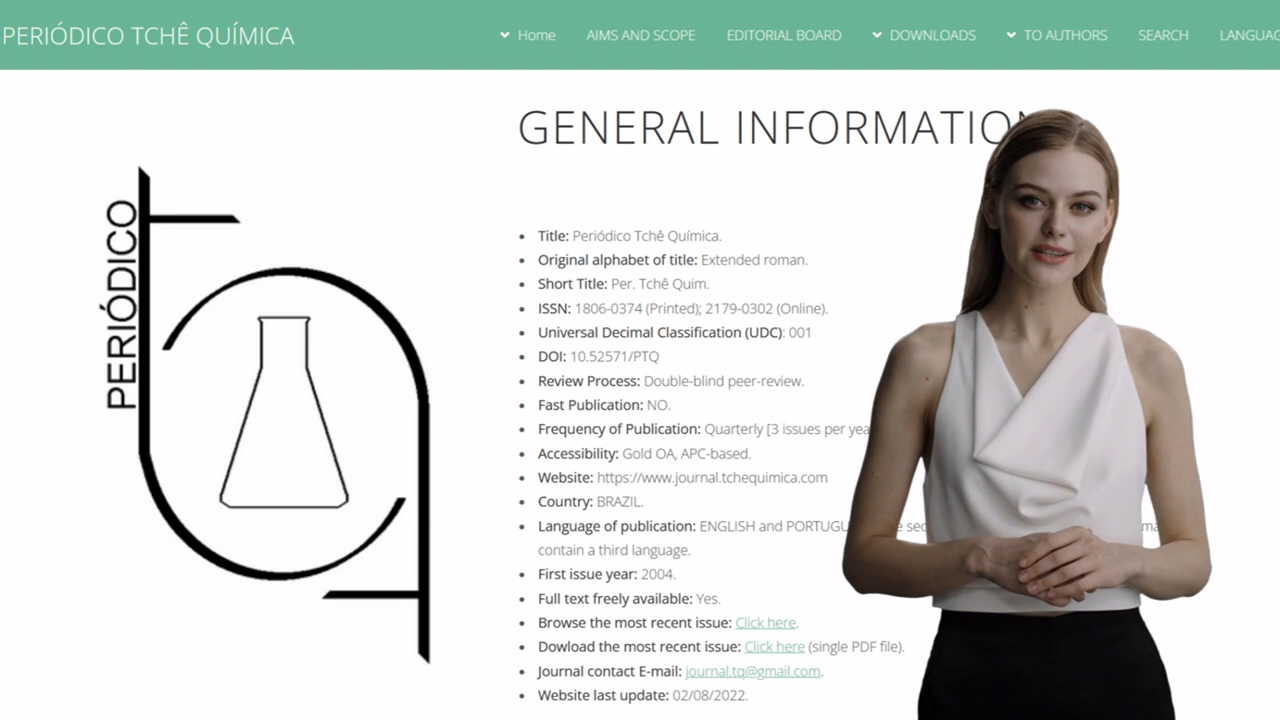 PERIÓDICO TCHÊ QUÍMICA
Home AIMS AND SCOPE EDITORIAL BOARD DOWNLOADS TO AUTHORS SEARCH
GENERAL
PERIÓDICO
Title: Periódico Tchê Química.
Original alphabet of title: Extended roman.
Short Title: Per. Tchê Quim.
ISSN: 1806-0374 (Printed); 2179-0302 (Online).
Universal Decimal Classification (UDC): 001
DOI: 10.52571/PTQ
Review Process: Double-blind peer-review.
Fast Publication: NO.
Frequency of Publication: Quarterly [3 issues per
Accessibility: Gold OA, APC-based.
Website: https://www.journal.tchequimica.com
Country: BRAZIL.
Language of publication: ENGLISH and
contain a third language.
First issue year: 2004.
Full text freely available: Yes.
Browse the most recent issue: Click here.
Dowload the most recent issue: Click here (single PDF file).
Journal contact E-mail: journal.tq@gmail.com.
Website last update: 02/08/2022.